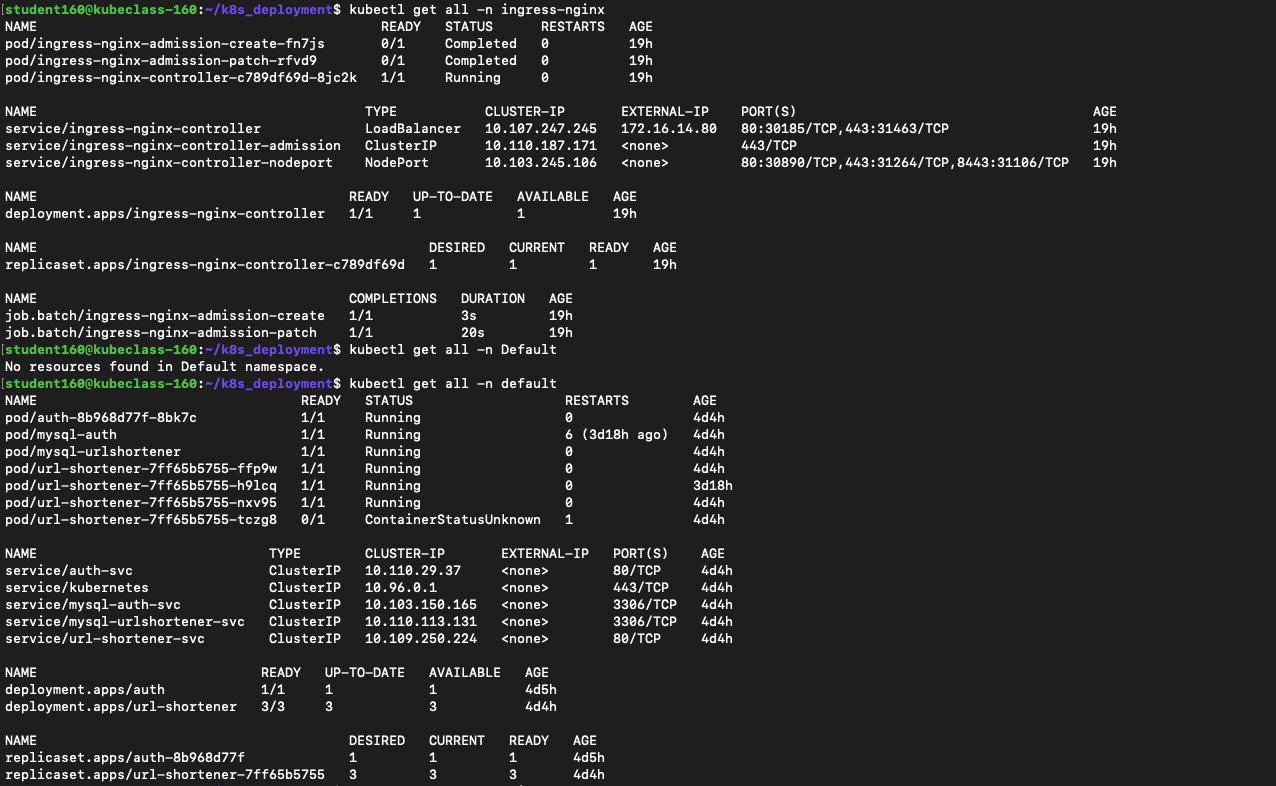 [student160@kubeclass-160:~/k8s_deployment$ kubectl get all -n ingress-nginx
NAME                                           READY   STATUS      RESTARTS   AGE
pod/ingress-nginx-admission-create-fn7js       0/1     Completed   0          19h
pod/ingress-nginx-admission-patch-rfvd9        0/1     Completed   0          19h
pod/ingress-nginx-controller-c789df69d-8jc2k   1/1     Running     0          19h

NAME                                         TYPE           CLUSTER-IP       EXTERNAL-IP    PORT(S)                                     AGE
service/ingress-nginx-controller             LoadBalancer   10.107.247.245   172.16.14.80   80:30185/TCP,443:31463/TCP                  19h
service/ingress-nginx-controller-admission   ClusterIP      10.110.187.171   <none>         443/TCP                                     19h
service/ingress-nginx-controller-nodeport    NodePort       10.103.245.106   <none>         80:30890/TCP,443:31264/TCP,8443:31106/TCP   19h

NAME                                       READY   UP-TO-DATE   AVAILABLE   AGE
deployment.apps/ingress-nginx-controller   1/1     1            1           19h

NAME                                                 DESIRED   CURRENT   READY   AGE
replicaset.apps/ingress-nginx-controller-c789df69d   1         1         1       19h

NAME                                       COMPLETIONS   DURATION   AGE
job.batch/ingress-nginx-admission-create   1/1           3s         19h
job.batch/ingress-nginx-admission-patch    1/1           20s        19h
[student160@kubeclass-160:~/k8s_deployment$ kubectl get all -n Default
No resources found in Default namespace.
[student160@kubeclass-160:~/k8s_deployment$ kubectl get all -n default
NAME                                 READY   STATUS                   RESTARTS        AGE
pod/auth-8b968d77f-8bk7c             1/1     Running                  0               4d4h
pod/mysql-auth                       1/1     Running                  6 (3d18h ago)   4d4h
pod/mysql-urlshortener               1/1     Running                  0               4d4h
pod/url-shortener-7ff65b5755-ffp9w   1/1     Running                  0               4d4h
pod/url-shortener-7ff65b5755-h9lcq   1/1     Running                  0               3d18h
pod/url-shortener-7ff65b5755-nxv95   1/1     Running                  0               4d4h
pod/url-shortener-7ff65b5755-tczg8   0/1     ContainerStatusUnknown   1               4d4h

NAME                             TYPE        CLUSTER-IP       EXTERNAL-IP   PORT(S)    AGE
service/auth-svc                 ClusterIP   10.110.29.37     <none>        80/TCP     4d4h
service/kubernetes               ClusterIP   10.96.0.1        <none>        443/TCP    4d4h
service/mysql-auth-svc           ClusterIP   10.103.150.165   <none>        3306/TCP   4d4h
service/mysql-urlshortener-svc   ClusterIP   10.110.113.131   <none>        3306/TCP   4d4h
service/url-shortener-svc        ClusterIP   10.109.250.224   <none>        80/TCP     4d4h

NAME                            READY   UP-TO-DATE   AVAILABLE   AGE
deployment.apps/auth            1/1     1            1           4d5h
deployment.apps/url-shortener   3/3     3            3           4d4h

NAME                                       DESIRED   CURRENT   READY   AGE
replicaset.apps/auth-8b968d77f             1         1         1       4d5h
replicaset.apps/url-shortener-7ff65b5755   3         3         3       4d4h